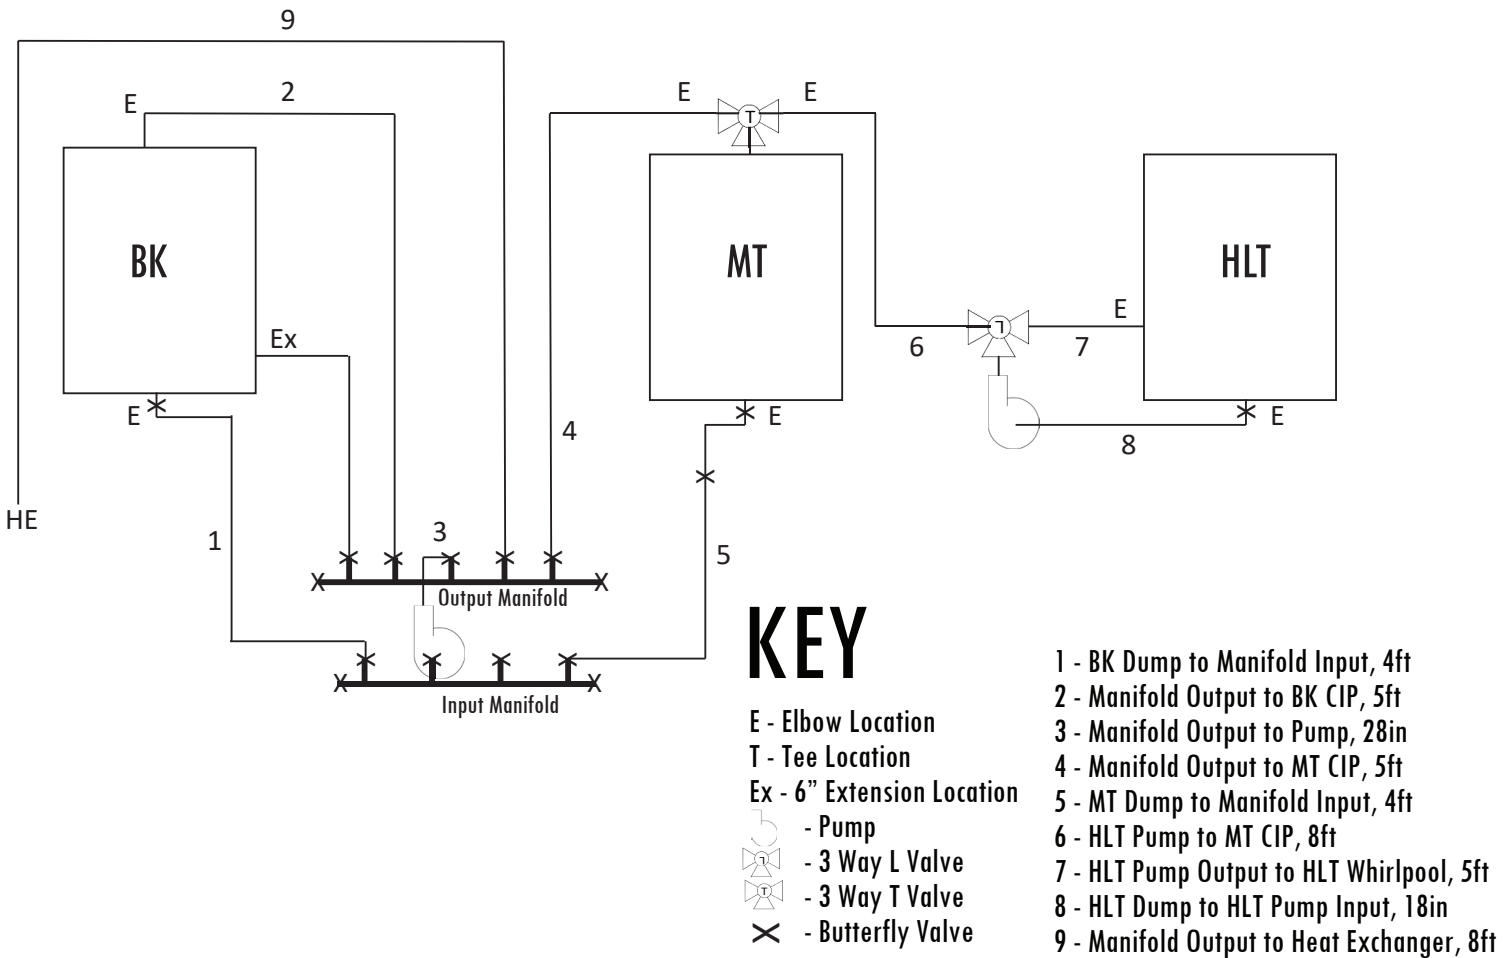 9
2
E
E
E
T
BK
MT
HLT
Ex
E
L
6
7
E
E
E
4
8
HE
1
3
5
Output Manifold
Input Manifold
KEY
E - Elbow Location
T - Tee Location
Ex - 6” Extension Location
- Pump
L - 3 Way L Valve
T - 3 Way T Valve
- Butterfly Valve
1 - BK Dump to Manifold Input, 4ft
2 - Manifold Output to BK CIP, 5ft
3 - Manifold Output to Pump, 28in
4 - Manifold Output to MT CIP, 5ft
5 - MT Dump to Manifold Input, 4ft
6 - HLT Pump to MT CIP, 8ft
7 - HLT Pump Output to HLT Whirlpool, 5ft
8 - HLT Dump to HLT Pump Input, 18in
9 - Manifold Output to Heat Exchanger, 8ft